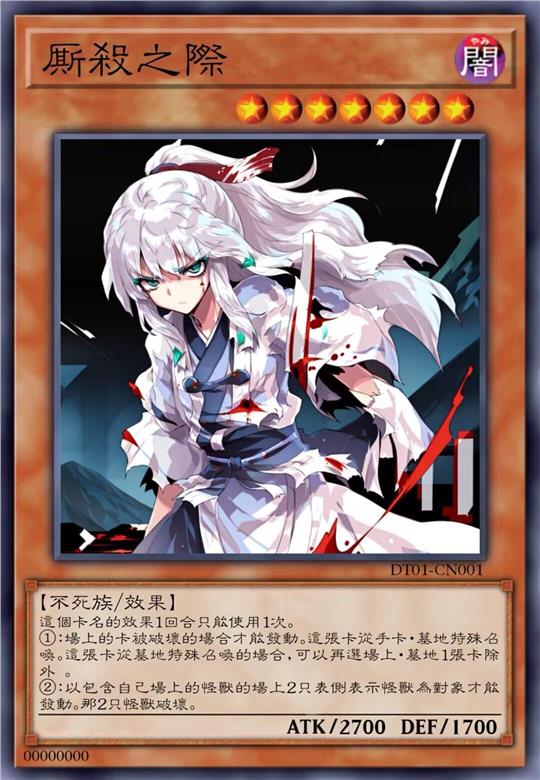 廝殺之際
やみ
闇
DT01-CN001
【不死族/效果】
這個卡名的效果1回合只能使用1次。
①:場上的卡被破壞的場合才能發動。這張卡從手卡·墓地特殊召
喚。這張卡從墓地特殊召喚的場合,可以再選場上·墓地1張卡除
外 。
②:以包含自己場上的怪獸的場上2只表側表示怪獸為對象才能
發動。那2只怪獸破壞。
ATK/2700 DEF/1700
00000000